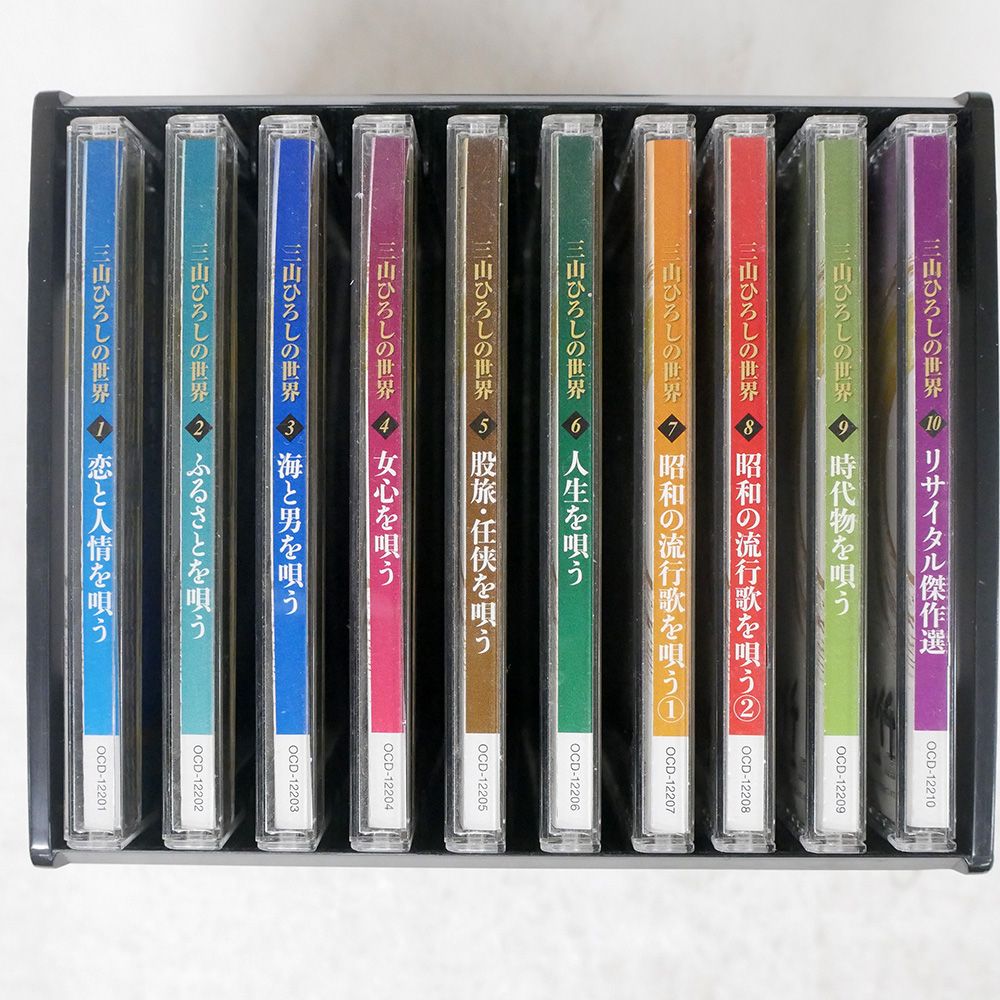 三山ひろしの世界 1 恋と人情を唄う
OCD-12201
三山ひろしの世界 2 ふるさとを唄う
OCD-12202
三山ひろしの世界 3 海と男を唄う
OCD-12203
三山ひろしの世界 4 女心を唄う
OCD-12204
三山ひろしの世界 5 股旅・任侠を唄う
OCD-12205
三山ひろしの世界 6 人生を唄う
OCD-12206
三山ひろしの世界 7 昭和の流行歌を唄う①
OCD-12207
三山ひろしの世界 8 昭和の流行歌を唄う②
OCD-12208
三山ひろしの世界 9 時代物を唄う
OCD-12209
三山ひろしの世界 10 リサイタル傑作選
OCD-12210